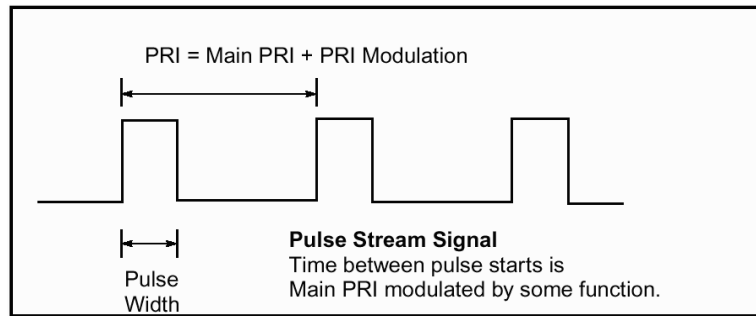 PRI = Main PRI + PRI Modulation
Pulse
Width
Pulse Stream Signal
Time between pulse starts is
Main PRI modulated by some function.